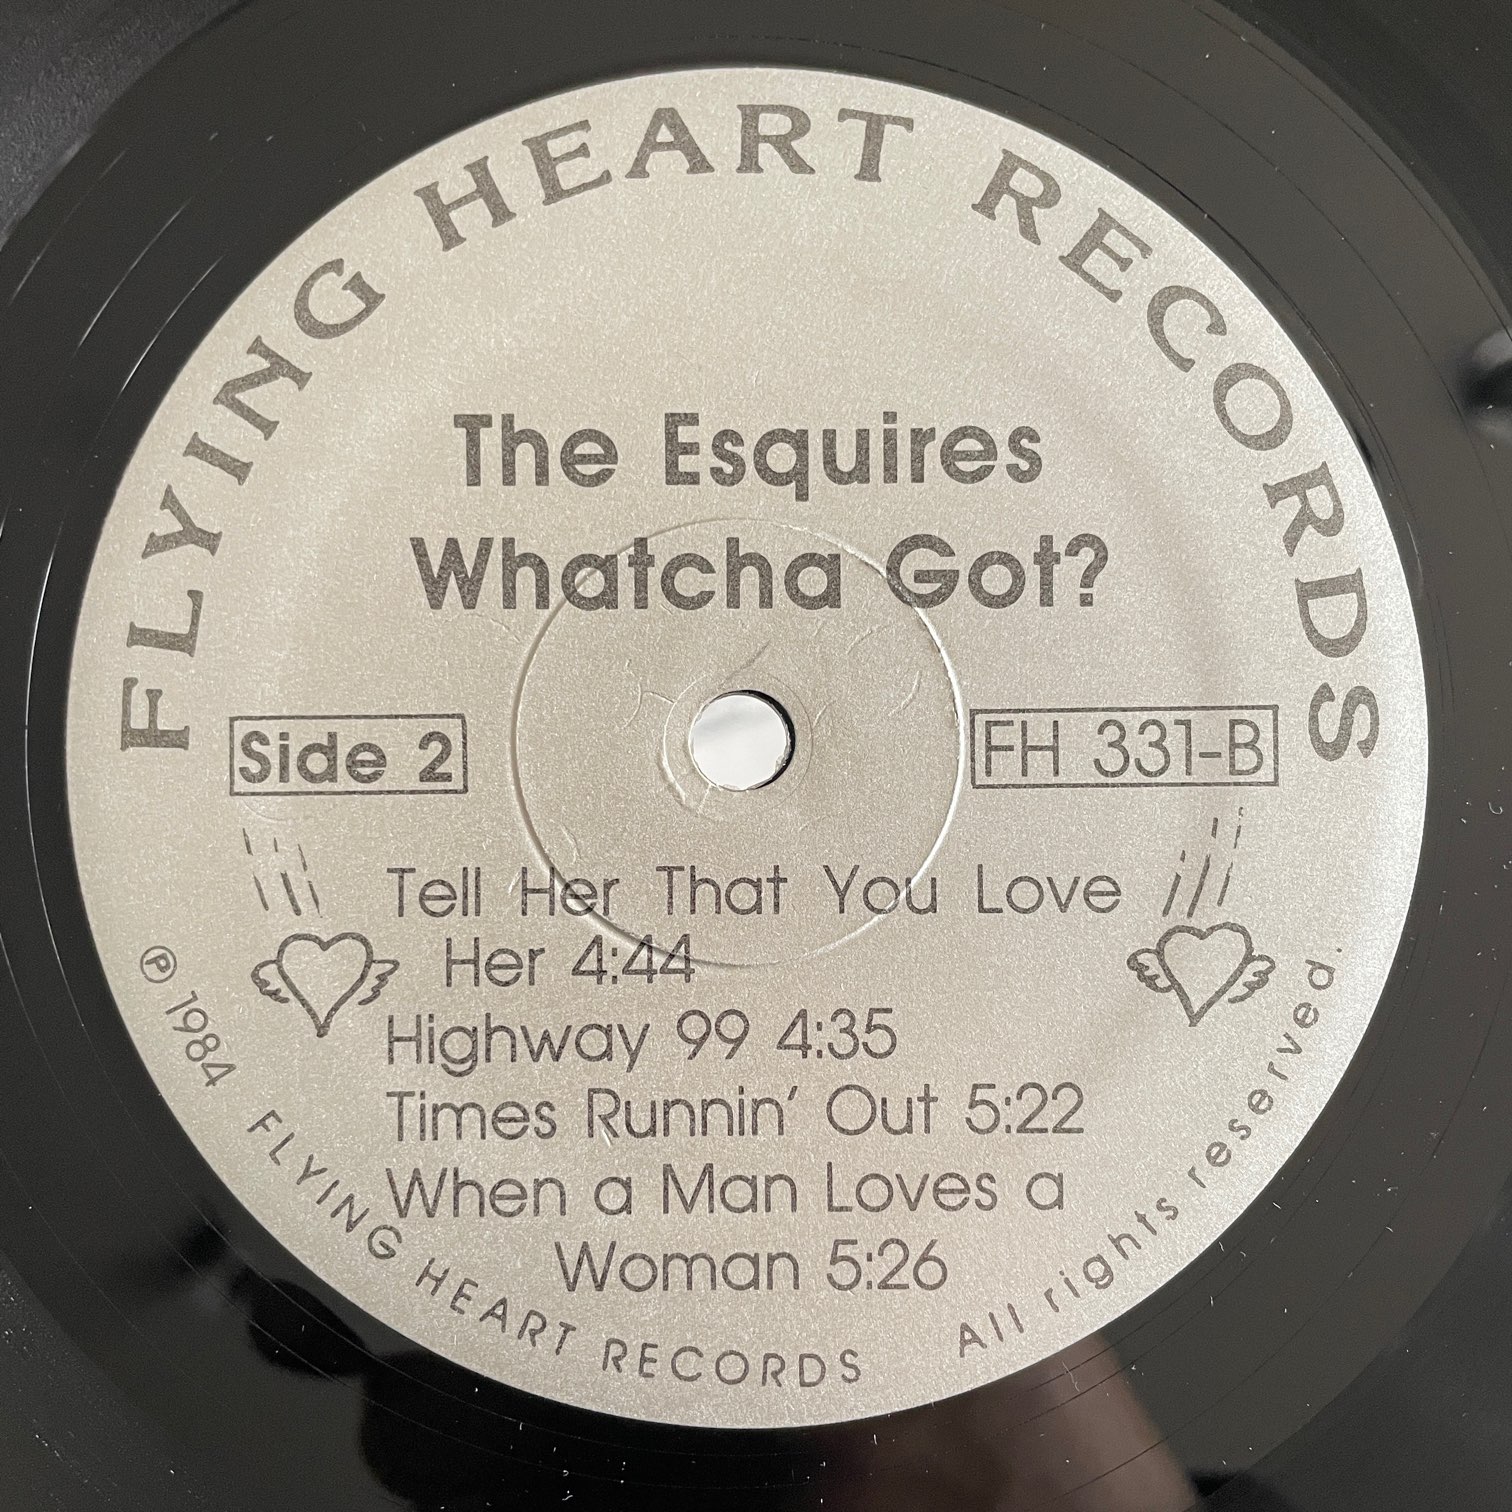 FLYING HEART RECORDS
The Esquires
Whatcha Got?
Side 2
FH 331-B
Tell Her That You Love
Her 4:44
Highway 99 4:35
Times Runnin' Out 5:22
When a Man Loves a
Woman 5:26
℗ 1984 FLYING HEART RECORDS All rights reserved.